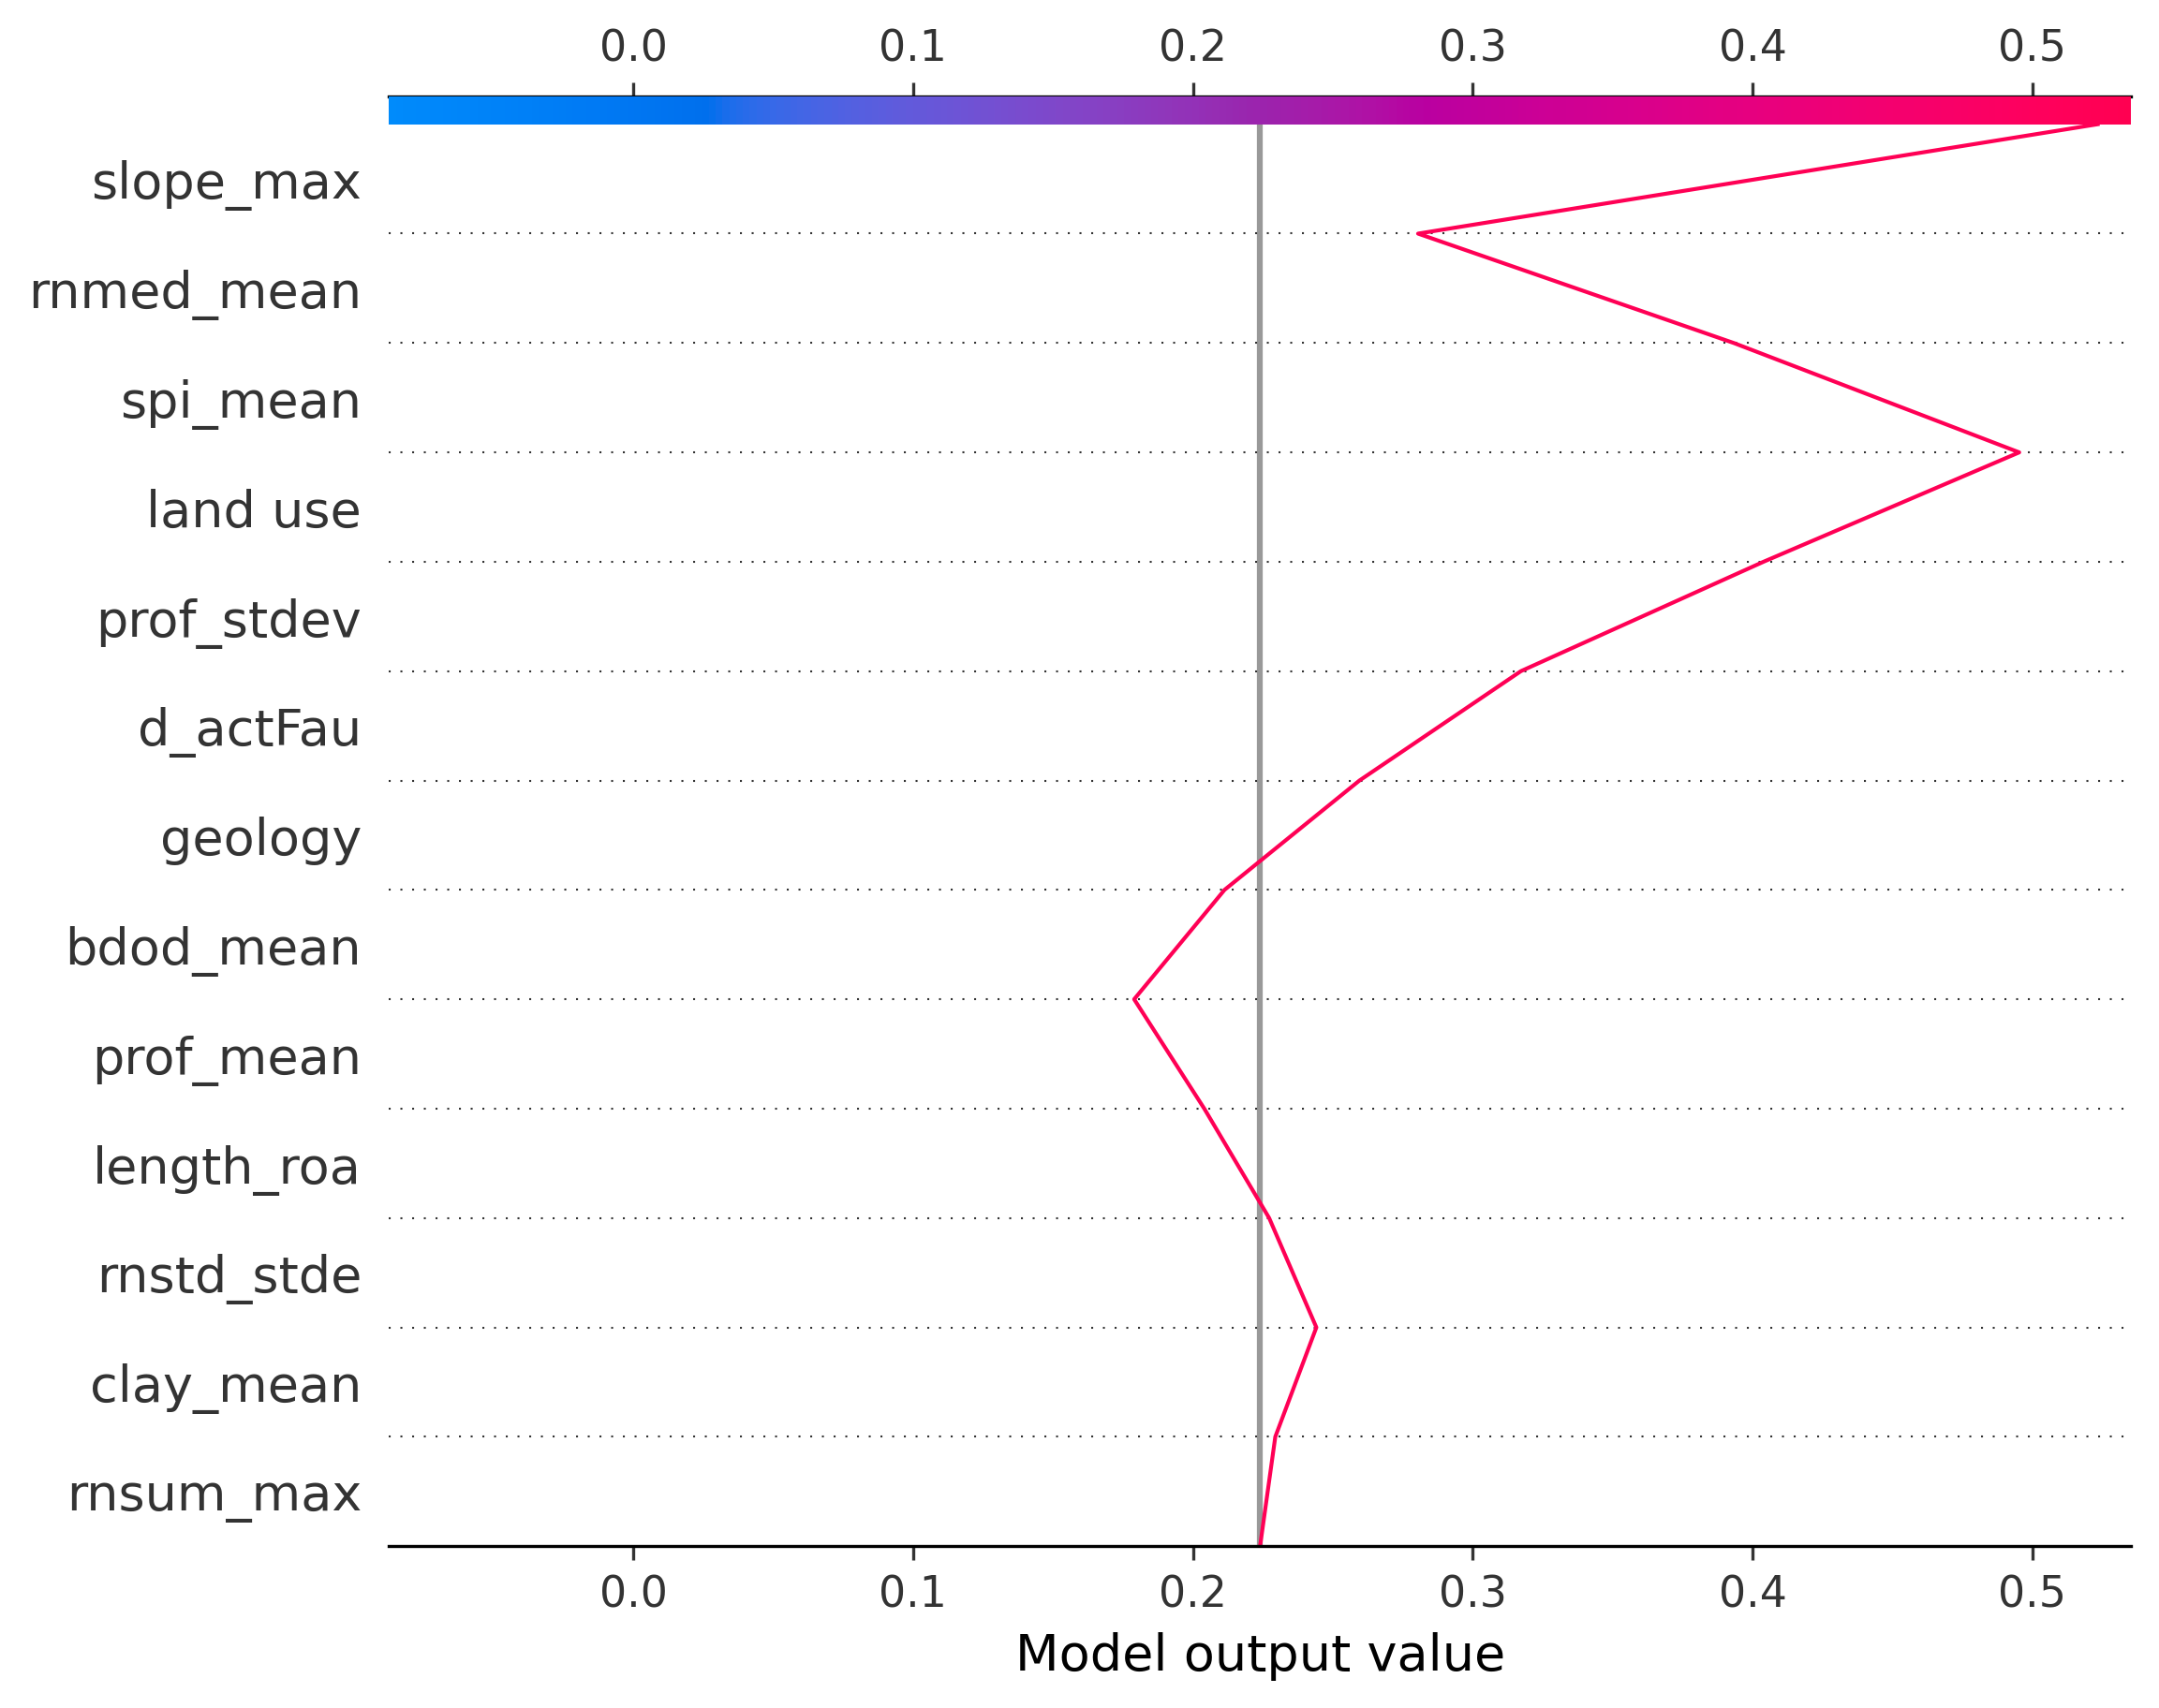 0.0 0.1 0.2 0.3 0.4 0.5
slope_max
rnmed_mean
spi_mean
land use
prof_stdev
d_actFau
geology
bdod_mean
prof_mean
length_roa
rnstd_stde
clay_mean
rnsum_max
0.0 0.1 0.2 0.3 0.4 0.5
Model output value